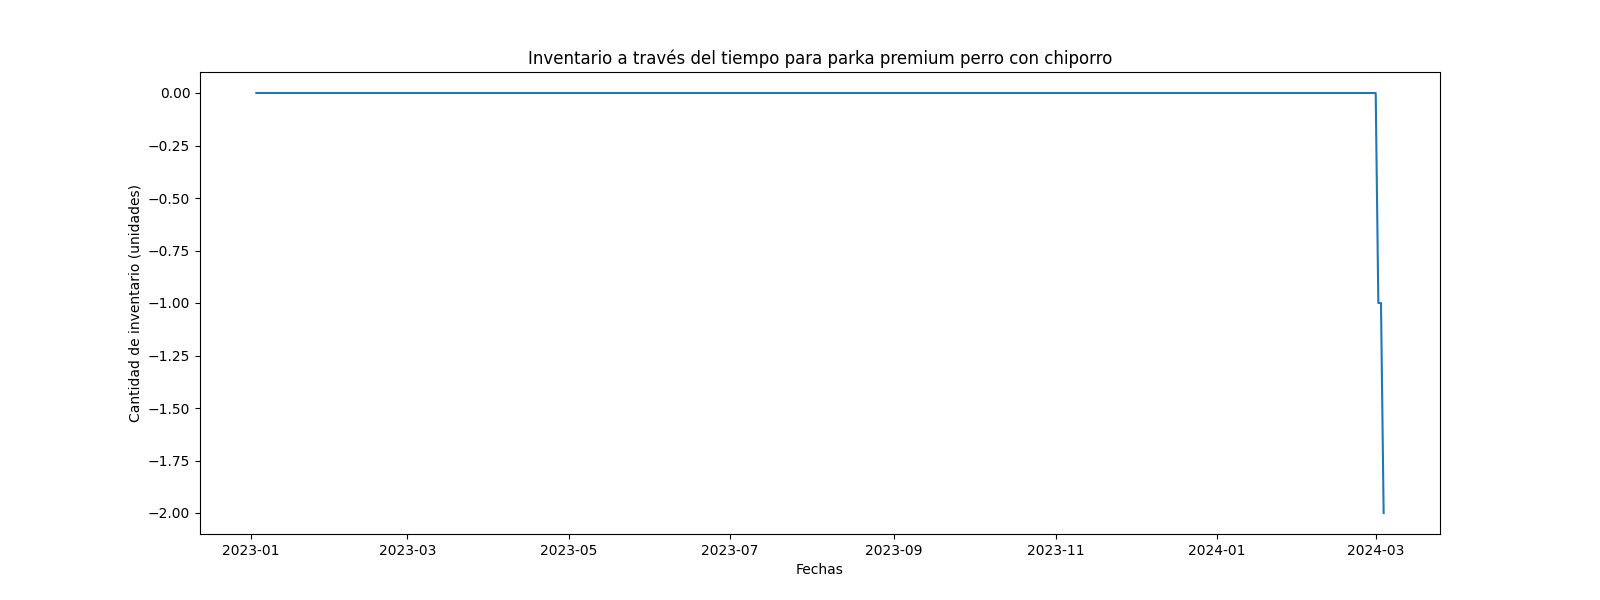 Inventario a través del tiempo para parka premium perro con chiporro
Cantidad de inventario (unidades)
0.00
−0.25
−0.50
−0.75
−1.00
−1.25
−1.50
−1.75
−2.00
2023-01 2023-03 2023-05 2023-07 2023-09 2023-11 2024-01 2024-03
Fechas